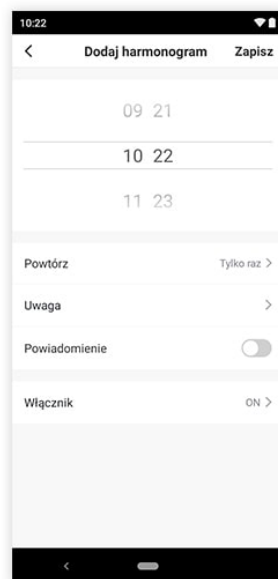 10:22
Dodaj harmonogram Zapisz
09 21
10 22
11 23
Powtórz Tylko raz
Uwaga
Powiadomienie
Włącznik ON